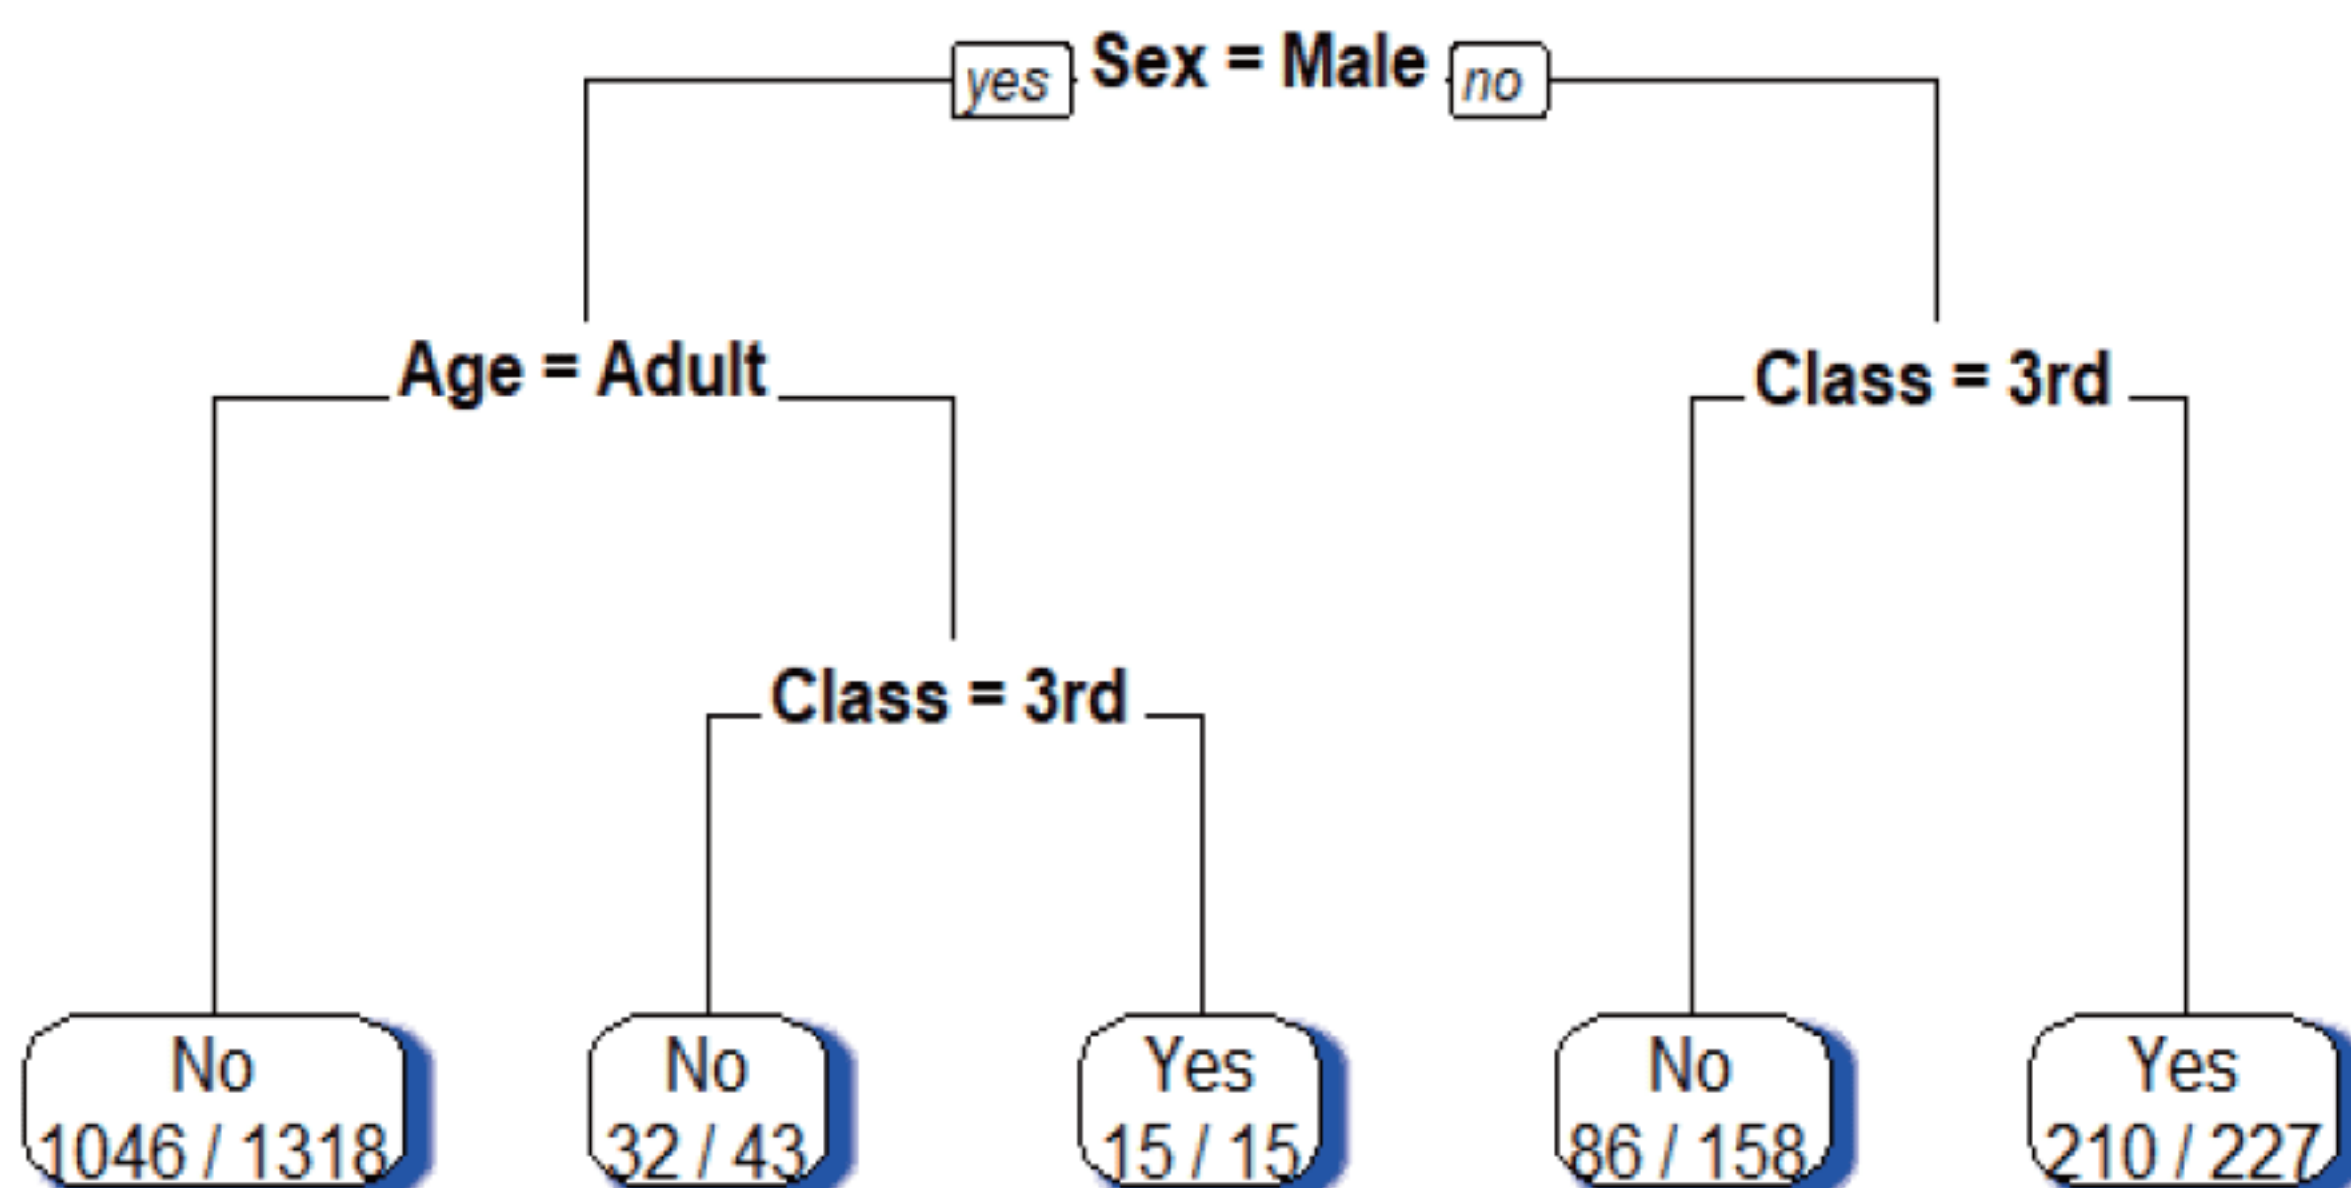 yes Sex = Male no
Age = Adult
Class = 3rd
Class = 3rd
No
1046 / 1318
No
32 / 43
Yes
15 / 15
No
86 / 158
Yes
210 / 227